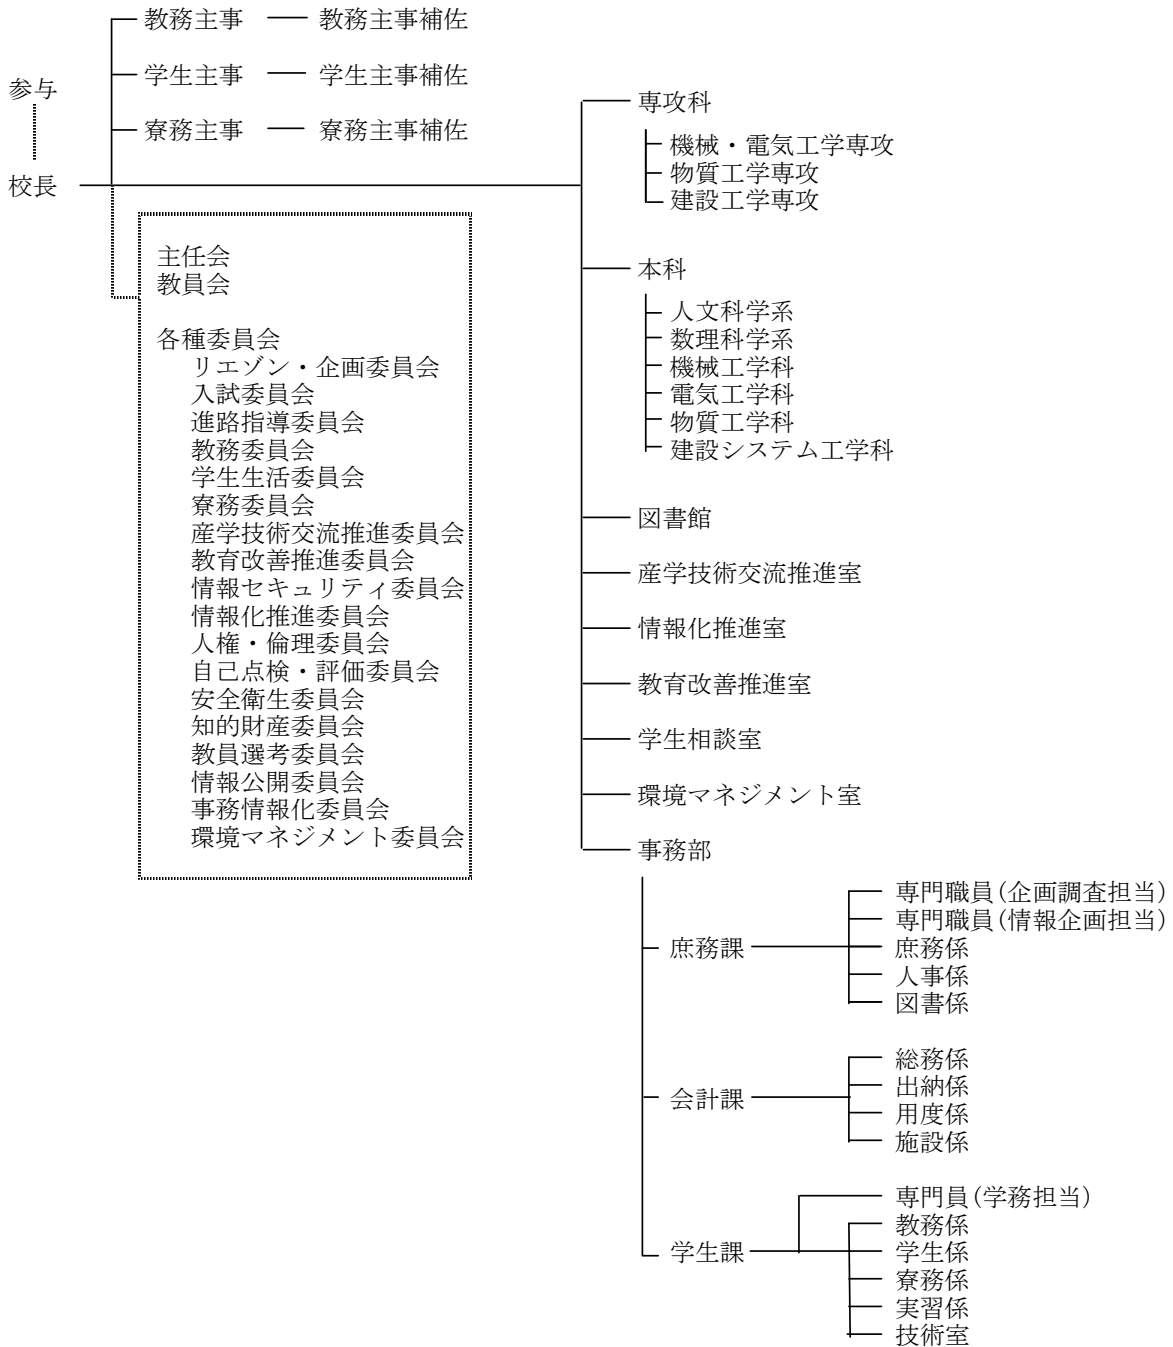 教務主事 教務主事補佐
学生主事 学生主事補佐
寮務主事 寮務主事補佐
参与
校長
主任会
教員会
各種委員会
リエゾン・企画委員会
入試委員会
進路指導委員会
教務委員会
学生生活委員会
寮務委員会
産学技術交流推進委員会
教育改善推進委員会
情報セキュリティ委員会
情報化推進委員会
人権・倫理委員会
自己点検・評価委員会
安全衛生委員会
知的財産委員会
教員選考委員会
情報公開委員会
事務情報化委員会
環境マネジメント委員会
専攻科
機械・電気工学専攻
物質工学専攻
建設工学専攻
本科
人文科学系
数理科学系
機械工学科
電気工学科
物質工学科
建設システム工学科
図書館
産学技術交流推進室
情報化推進室
教育改善推進室
学生相談室
環境マネジメント室
事務部
庶務課
専門職員(企画調査担当)
専門職員(情報企画担当)
庶務係
人事係
図書係
会計課
総務係
出納係
用度係
施設係
学生課
専門員(学務担当)
教務係
学生係
寮務係
実習係
技術室